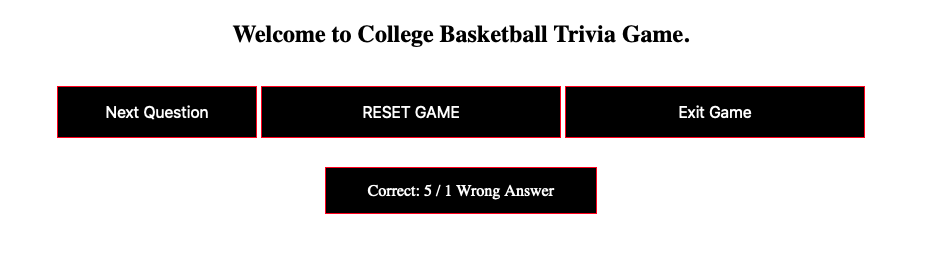 Welcome to College Basketball Trivia Game.
Next Question
RESET GAME
Exit Game
Correct: 5 / 1 Wrong Answer